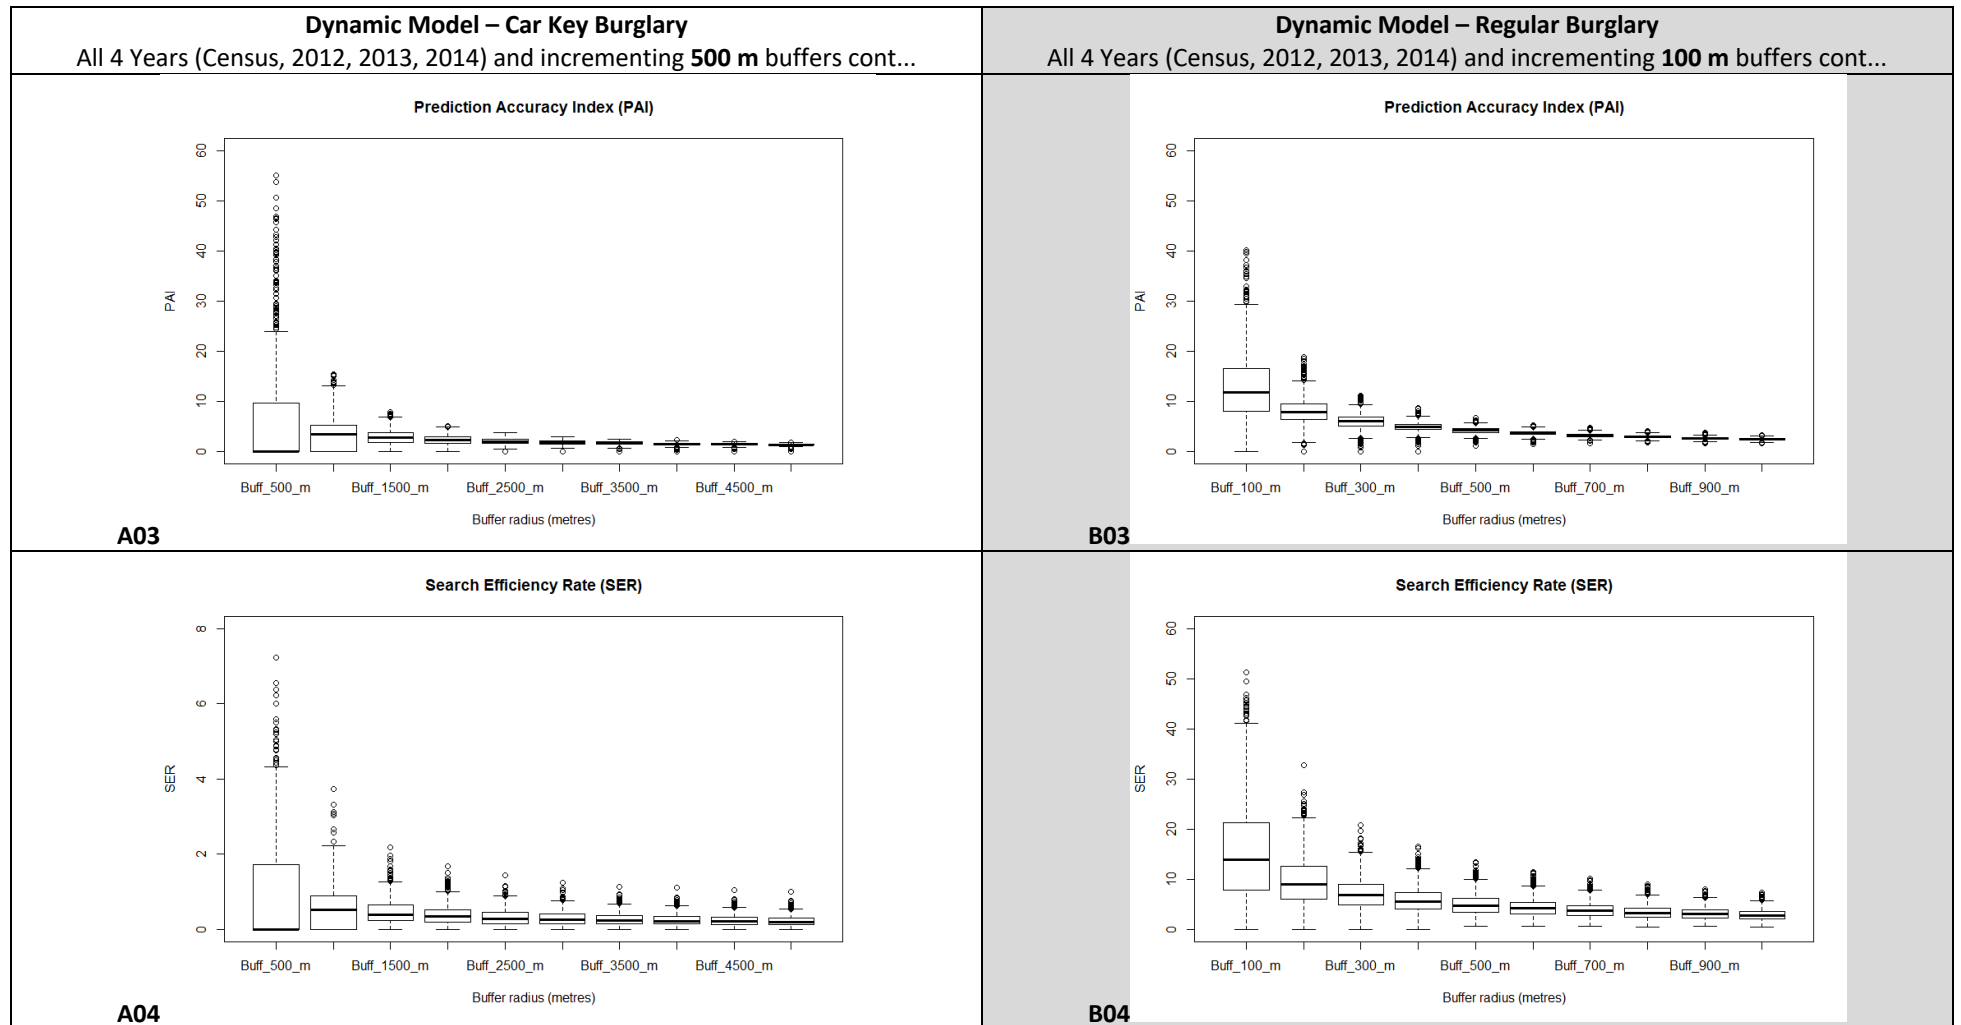 Dynamic Model – Car Key Burglary
All 4 Years (Census, 2012, 2013, 2014) and incrementing 500 m buffers cont...
Dynamic Model – Regular Burglary
All 4 Years (Census, 2012, 2013, 2014) and incrementing 100 m buffers cont...
Prediction Accuracy Index (PAI)
PAI
60
50
40
30
20
10
0
Buff_500_m Buff_1500_m Buff_2500_m Buff_3500_m Buff_4500_m
Buffer radius (metres)
A03
Prediction Accuracy Index (PAI)
PAI
60
50
40
30
20
10
0
Buff_100_m Buff_300_m Buff_500_m Buff_700_m Buff_900_m
Buffer radius (metres)
B03
Search Efficiency Rate (SER)
SER
8
6
4
2
0
Buff_500_m Buff_1500_m Buff_2500_m Buff_3500_m Buff_4500_m
Buffer radius (metres)
A04
Search Efficiency Rate (SER)
SER
60
50
40
30
20
10
0
Buff_100_m Buff_300_m Buff_500_m Buff_700_m Buff_900_m
Buffer radius (metres)
B04